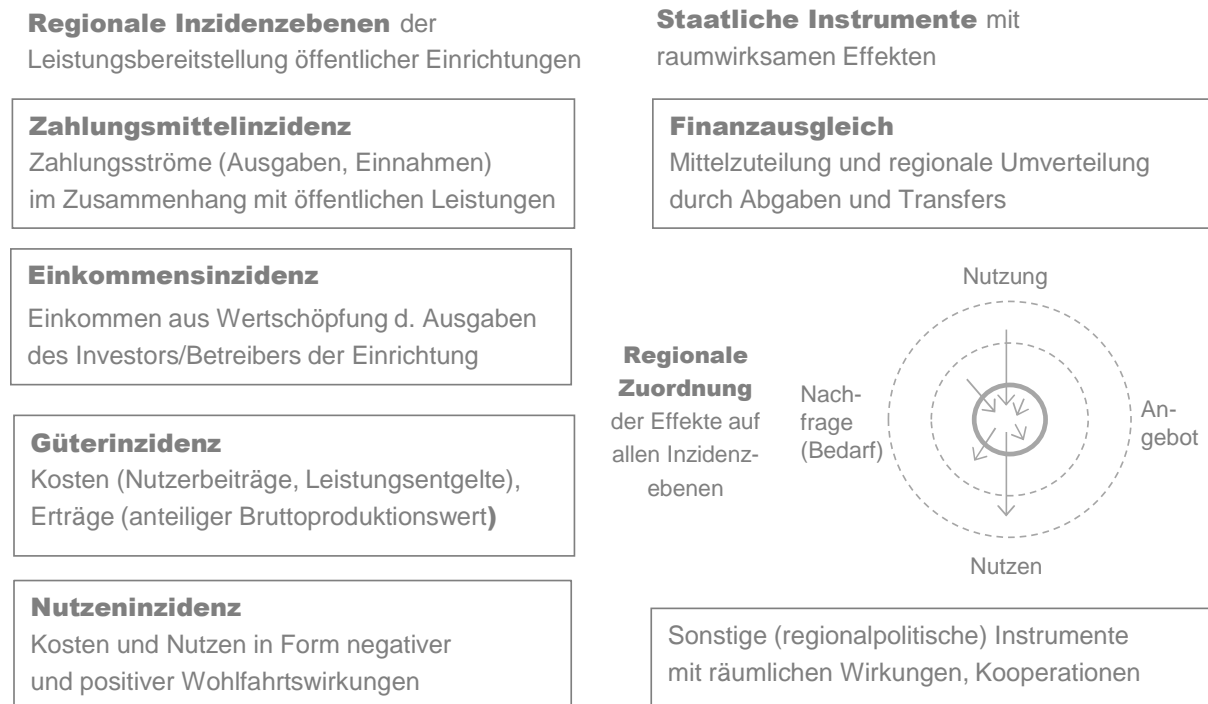 Regionale Inzidenzebenen der
Leistungsbereitstellung öffentlicher Einrichtungen
Zahlungsmittelinzidenz
Zahlungsströme (Ausgaben, Einnahmen)
im Zusammenhang mit öffentlichen Leistungen
Einkommensinzidenz
Einkommen aus Wertschöpfung d. Ausgaben
des Investors/Betreibers der Einrichtung
Güterinzidenz
Kosten (Nutzerbeiträge, Leistungsentgelte),
Erträge (anteiliger Bruttoproduktionswert)
Nutzeninzidenz
Kosten und Nutzen in Form negativer
und positiver Wohlfahrtswirkungen
Staatliche Instrumente mit
raumwirksamen Effekten
Finanzausgleich
Mittelzuteilung und regionale Umverteilung
durch Abgaben und Transfers
Regionale
Zuordnung
der Effekte auf
allen Inzidenz-
ebenen
Nutzung
Nach-
frage
(Bedarf)
An-
gebot
Nutzen
Sonstige (regionalpolitische) Instrumente
mit räumlichen Wirkungen, Kooperationen